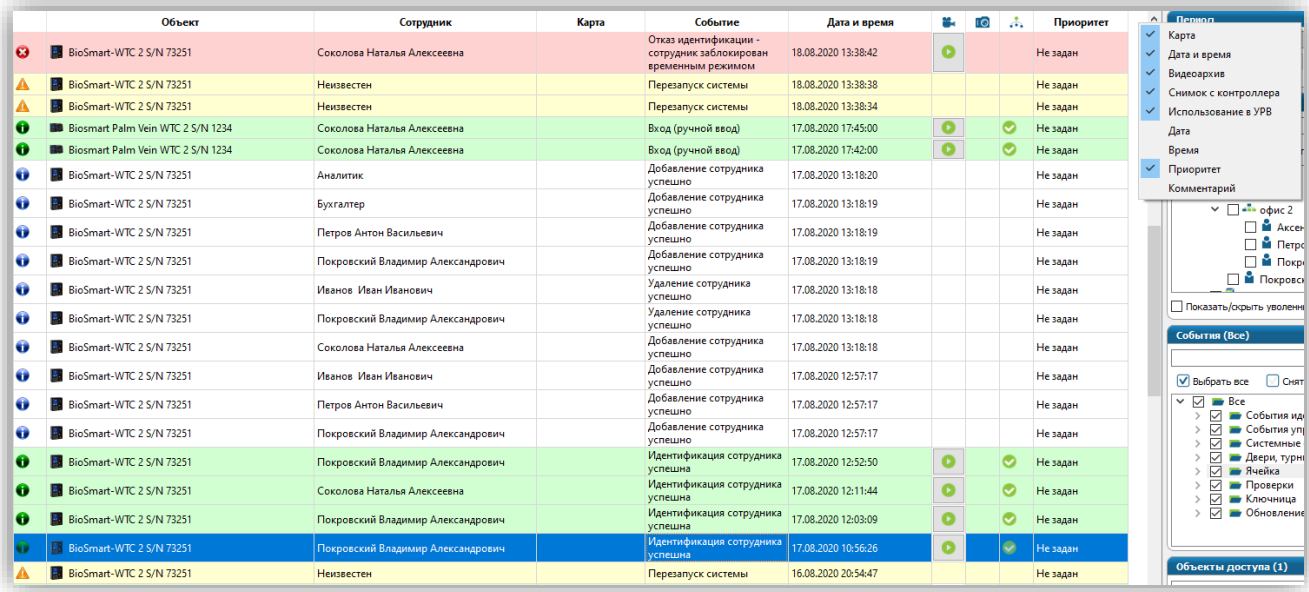 Объект Сотрудник Карта Событие Дата и время Приоритет
BioSmart-WTC 2 S/N 73251 Соколова Наталья Алексеевна Отказ идентификации - сотрудник заблокирован временным режимом 18.08.2020 13:38:42 Не задан
BioSmart-WTC 2 S/N 73251 Неизвестен Перезапуск системы 18.08.2020 13:38:38 Не задан
BioSmart-WTC 2 S/N 73251 Неизвестен Перезапуск системы 18.08.2020 13:38:34 Не задан
Biosmart Palm Vein WTC 2 S/N 1234 Соколова Наталья Алексеевна Вход (ручной ввод) 17.08.2020 17:45:00 Не задан
Biosmart Palm Vein WTC 2 S/N 1234 Соколова Наталья Алексеевна Вход (ручной ввод) 17.08.2020 17:42:00 Не задан
BioSmart-WTC 2 S/N 73251 Аналитик Добавление сотрудника успешно 17.08.2020 13:18:20 Не задан
BioSmart-WTC 2 S/N 73251 Бухгалтер Добавление сотрудника успешно 17.08.2020 13:18:19 Не задан
BioSmart-WTC 2 S/N 73251 Петров Антон Васильевич Добавление сотрудника успешно 17.08.2020 13:18:19 Не задан
BioSmart-WTC 2 S/N 73251 Покровский Владимир Александрович Добавление сотрудника успешно 17.08.2020 13:18:19 Не задан
BioSmart-WTC 2 S/N 73251 Иванов Иван Иванович Удаление сотрудника успешно 17.08.2020 13:18:18 Не задан
BioSmart-WTC 2 S/N 73251 Покровский Владимир Александрович Удаление сотрудника успешно 17.08.2020 13:18:18 Не задан
BioSmart-WTC 2 S/N 73251 Соколова Наталья Алексеевна Добавление сотрудника успешно 17.08.2020 13:18:18 Не задан
BioSmart-WTC 2 S/N 73251 Иванов Иван Иванович Добавление сотрудника успешно 17.08.2020 12:57:17 Не задан
BioSmart-WTC 2 S/N 73251 Петров Антон Васильевич Добавление сотрудника успешно 17.08.2020 12:57:17 Не задан
BioSmart-WTC 2 S/N 73251 Покровский Владимир Александрович Добавление сотрудника успешно 17.08.2020 12:57:17 Не задан
BioSmart-WTC 2 S/N 73251 Покровский Владимир Александрович Идентификация сотрудника успешна 17.08.2020 12:52:50 Не задан
BioSmart-WTC 2 S/N 73251 Соколова Наталья Алексеевна Идентификация сотрудника успешна 17.08.2020 12:11:44 Не задан
BioSmart-WTC 2 S/N 73251 Покровский Владимир Александрович Идентификация сотрудника успешна 17.08.2020 12:03:09 Не задан
BioSmart-WTC 2 S/N 73251 Покровский Владимир Александрович Идентификация сотрудника успешна 17.08.2020 10:56:26 Не задан
BioSmart-WTC 2 S/N 73251 Неизвестен Перезапуск системы 16.08.2020 20:54:47 Не задан
Период
Карта
Дата и время
Видеоархив
Снимок с контроллера
Использование в УРВ
Дата
Время
Приоритет
Комментарий
офис 2
Аксен
Петро
Покро
Покровск
Показать/скрыть уволенн
События (Все)
Выбрать все Снят
Все
События иде
События упр
Системные
Двери, турни
Ячейка
Проверки
Ключница
Обновление
Объекты доступа (1)